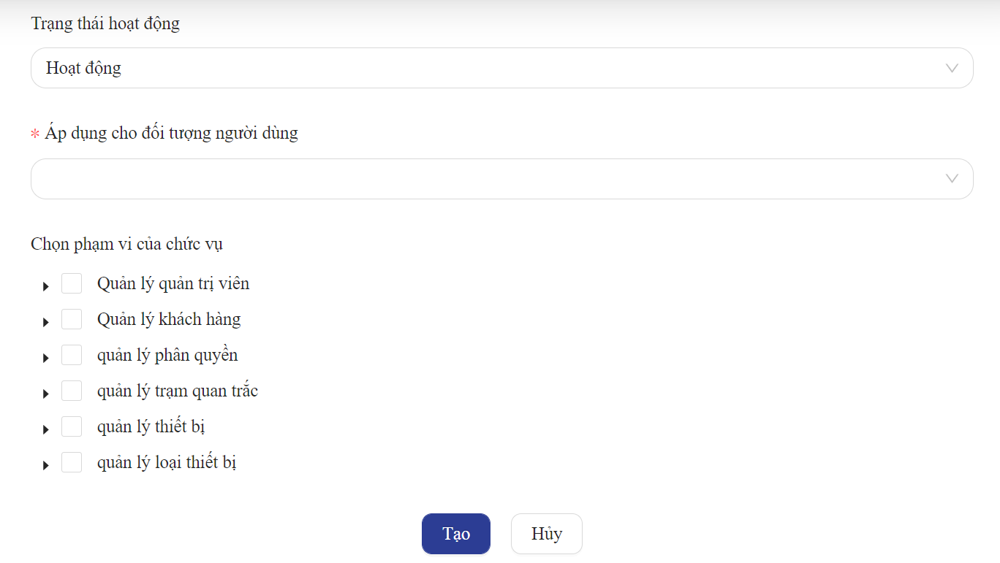 Trạng thái hoạt động
Hoạt động
* Áp dụng cho đối tượng người dùng
Chọn phạm vi của chức vụ
Quản lý quản trị viên
Quản lý khách hàng
quản lý phân quyền
quản lý trạm quan trắc
quản lý thiết bị
quản lý loại thiết bị
Tạo Hủy